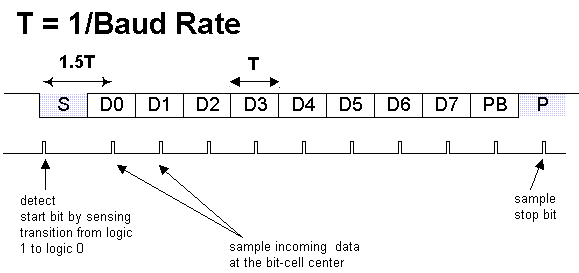 T = 1/Baud Rate
1.5T
T
S D0 D1 D2 D3 D4 D5 D6 D7 PB P
detect
start bit by sensing
transition from logic
1 to logic 0
sample incoming data
at the bit-cell center
sample
stop bit